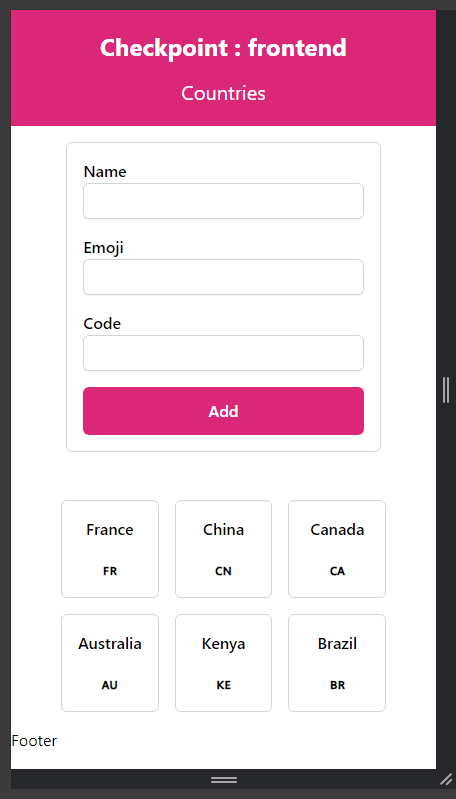 Checkpoint : frontend
Countries
Name
Emoji
Code
Add
France
FR
China
CN
Canada
CA
Australia
AU
Kenya
KE
Brazil
BR
Footer